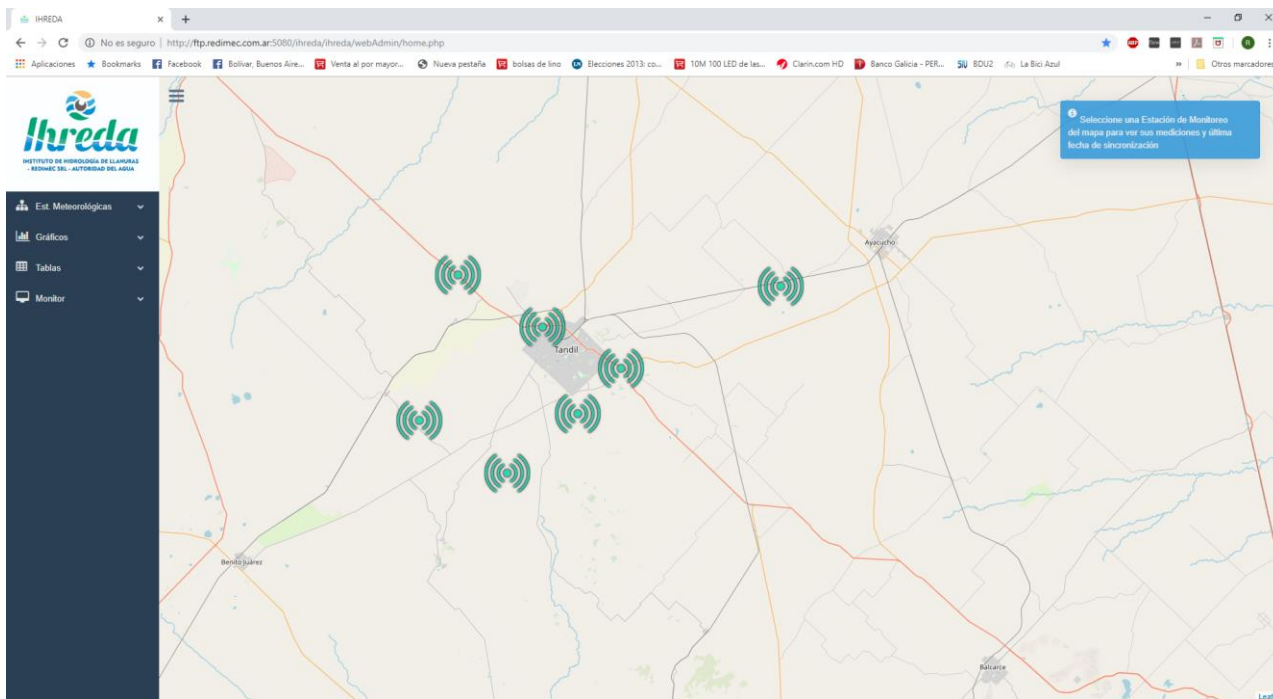 IHREDA
No es seguro | http://ftp.redimec.com.ar:5080/ihreda/ihreda/webAdmin/home.php
Aplicaciones Bookmarks Facebook Bolivar, Buenos Aire... Venta al por mayor... Nueva pestaña bolsas de lino Elecciones 2013: co... 10M 100 LED de las... Clarin.com HD Banco Galicia - PER... SIU BDU2 La Bici Azul » Otros marcadores
Ihreda
INSTITUTO DE HIDROLOGÍA DE LLANURAS
- REDIMEC SRL - AUTORIDAD DEL AGUA
Est. Meteorológicas
Gráficos
Tablas
Monitor
Seleccione una Estación de Monitoreo
del mapa para ver sus mediciones y última
fecha de sincronización
Ayacucho
Tandil
Benito Juárez
Balcarce